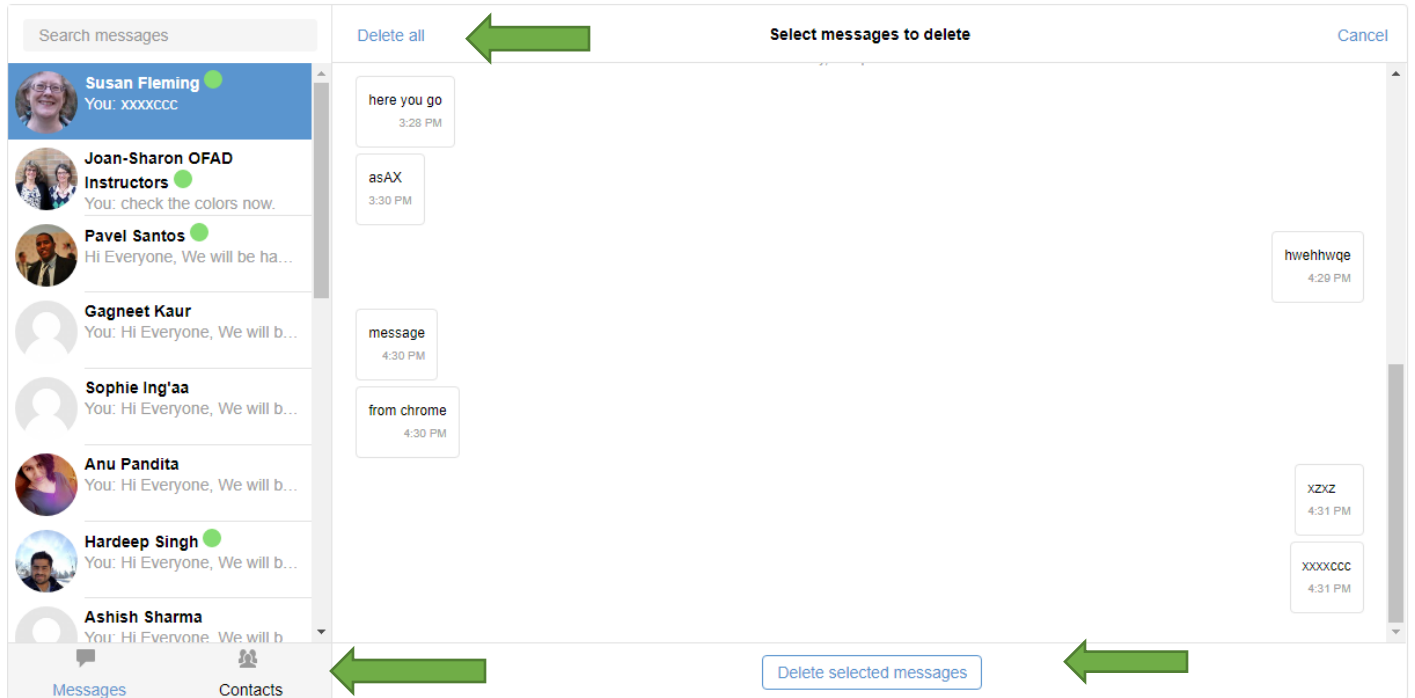 Search messages
Susan Fleming
You: xxxxccc
Joan-Sharon OFAD
Instructors
You: check the colors now.
Pavel Santos
Hi Everyone, We will be ha...
Gagneet Kaur
You: Hi Everyone, We will b...
Sophie Ing'aa
You: Hi Everyone, We will b...
Anu Pandita
You: Hi Everyone, We will b...
Hardeep Singh
You: Hi Everyone, We will b...
Ashish Sharma
You: Hi Everyone, We will b
Messages Contacts
Delete all Select messages to delete Cancel
here you go
3:28 PM
asAX
3:30 PM
hwehhwqe
4:29 PM
message
4:30 PM
from chrome
4:30 PM
xzxz
4:31 PM
xxxxccc
4:31 PM
Delete selected messages